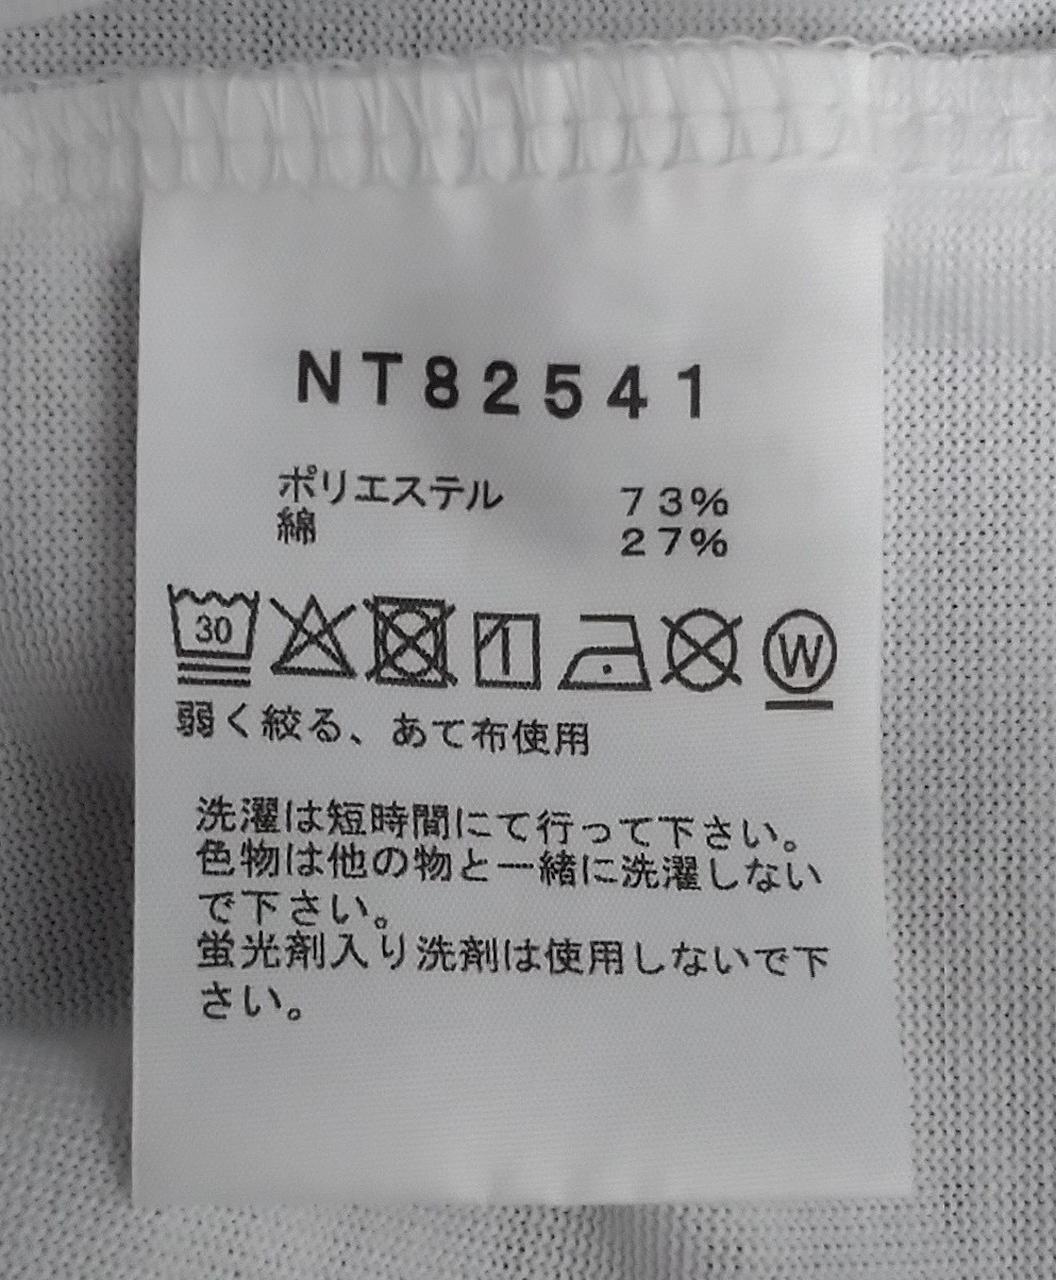 NT82541
ポリエステル 73%
綿 27%
30 W
弱く絞る、あて布使用
洗濯は短時間にて行って下さい。
色物は他の物と一緒に洗濯しない
で下さい。
蛍光剤入り洗剤は使用しないで下
さい。